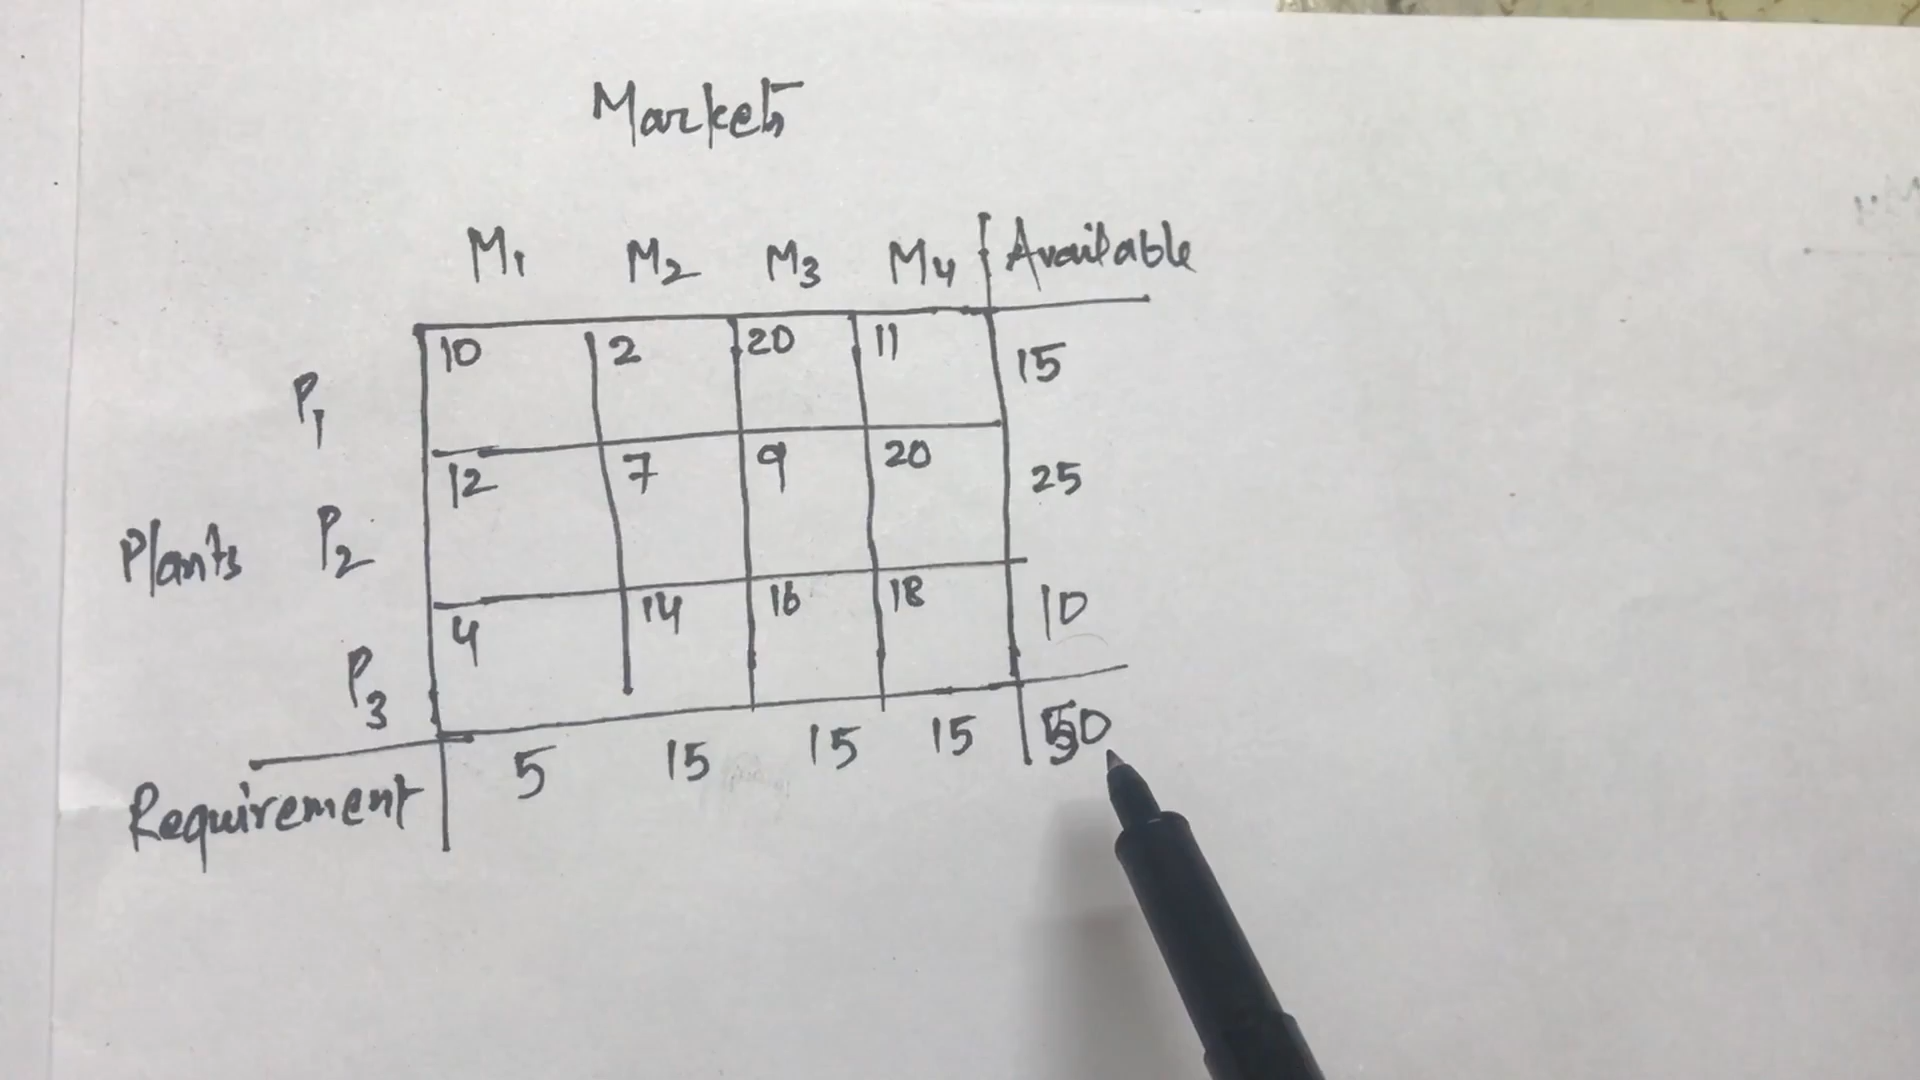 Markets
M1 M2 M3 M4 Available
P1 10 2 20 11 15
Plants P2 12 7 9 20 25
P3 4 14 16 18 10
Requirement 5 15 15 15 50